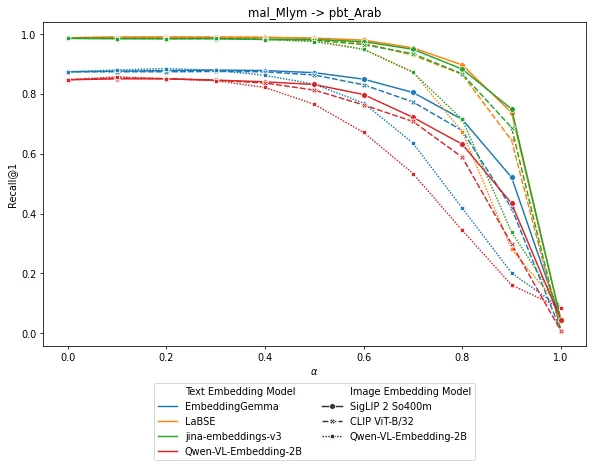 mal_Mlym -> pbt_Arab
Recall@1
1.0
0.8
0.6
0.4
0.2
0.0
0.0 0.2 0.4 0.6 0.8 1.0
α
Text Embedding Model
EmbeddingGemma
LaBSE
jina-embeddings-v3
Qwen-VL-Embedding-2B
Image Embedding Model
SigLIP 2 So400m
CLIP ViT-B/32
Qwen-VL-Embedding-2B